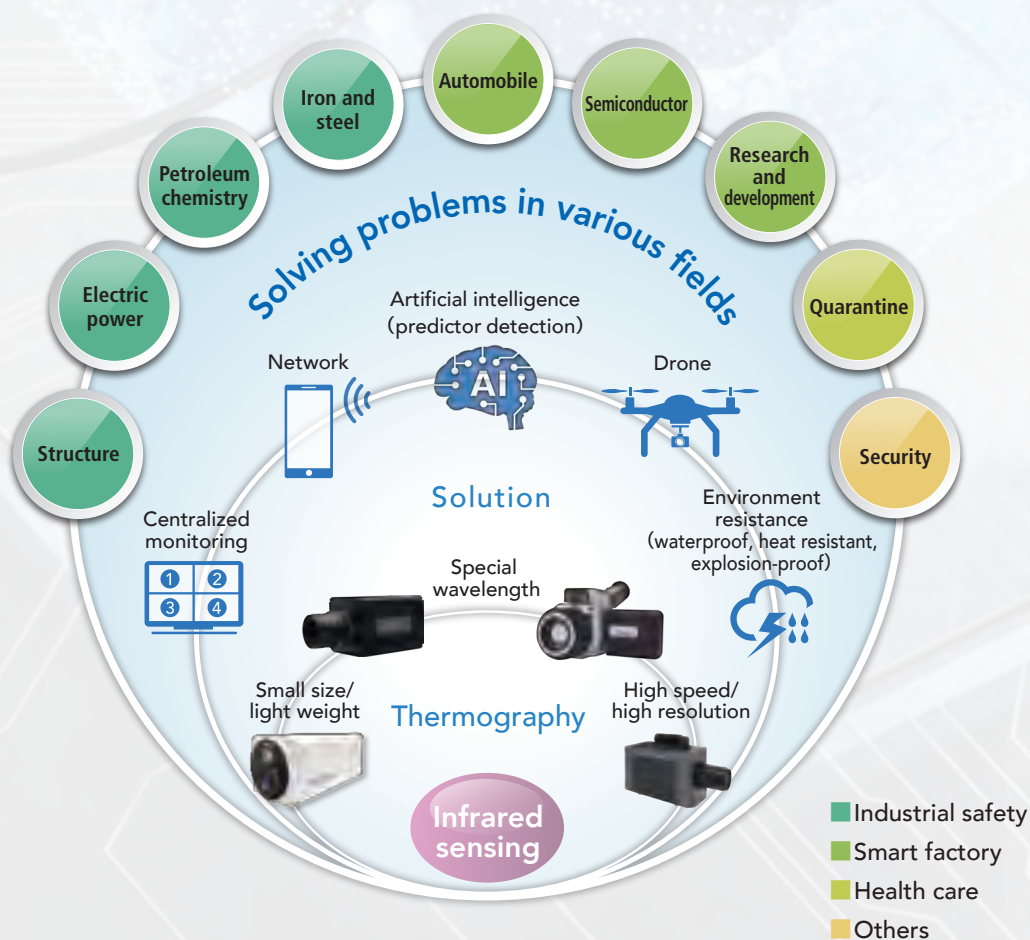 Automobile
Iron and
steel
Semiconductor
Petroleum
chemistry
Research
and
development
Electric
power
Quarantine
Structure
Security
Solving problems in various fields
Artificial intelligence
(predictor detection)
Network
AI
Drone
Solution
Centralized
monitoring
1 2
3 4
Environment
resistance
(waterproof, heat resistant,
explosion-proof)
Special
wavelength
Small size/
light weight
Thermography
High speed/
high resolution
Infrared
sensing
Industrial safety
Smart factory
Health care
Others